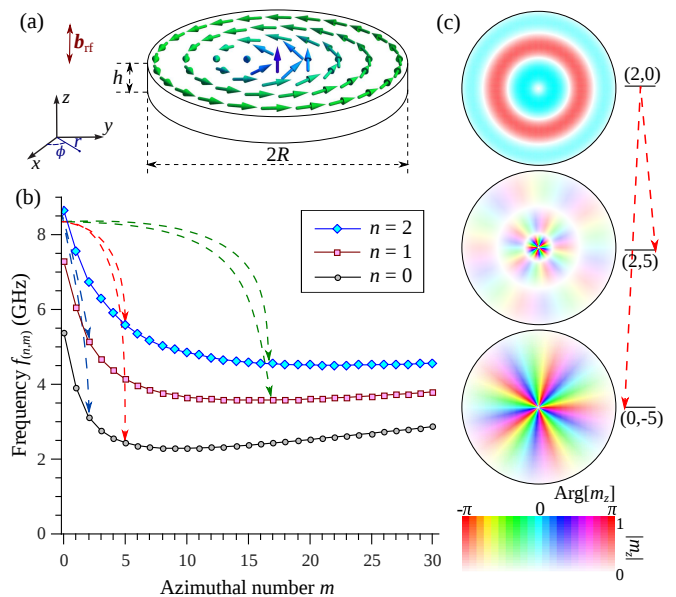 (a)
b_rf
h
z
y
x
ϕ
r
2R
(b)
Frequency f_(n,m) (GHz)
8
6
4
2
0
n = 2
n = 1
n = 0
0 5 10 15 20 25 30
Azimuthal number m
(c)
(2,0)
(2,5)
(0,-5)
Arg[m_z]
-π 0 π
1
|m_z|
0